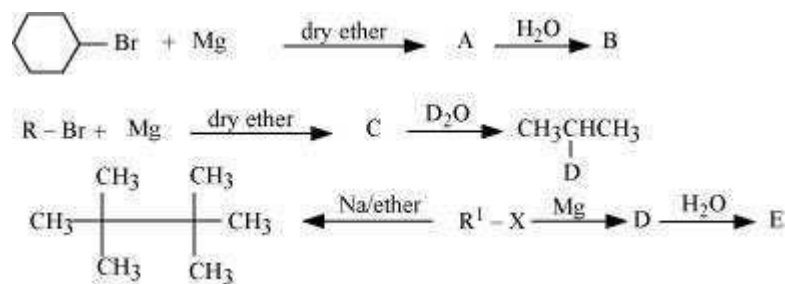 Br + Mg dry ether A H₂O B
R – Br + Mg dry ether C D₂O CH₃CHCH₃
D
CH₃ CH₃
CH₃ CH₃ Na/ether R¹ – X Mg D H₂O E
CH₃ CH₃